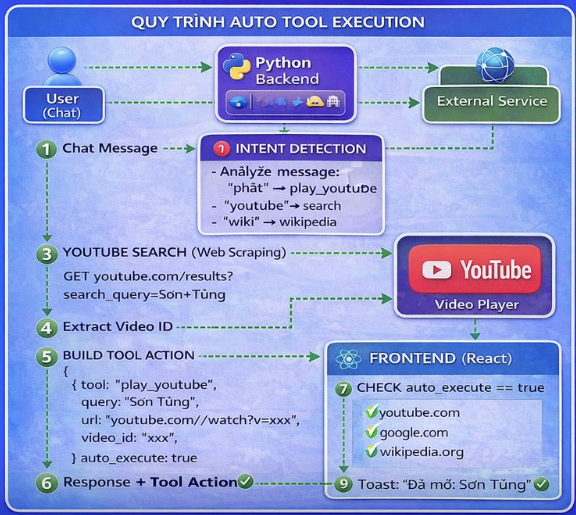 QUY TRÌNH AUTO TOOL EXECUTION
User
(Chat)
Python
Backend
External Service
1 Chat Message
INTENT DETECTION
- Analyze message:
"phât" → play_youtube
- "youtube" → search
- "wiki" → wikipedia
3 YOUTUBE SEARCH (Web Scraping)
GET youtube.com/results?
search_query=Sơn+Tùng
YouTube
Video Player
4 Extract Video ID
5 BUILD TOOL ACTION
{
{ tool: "play_youtube",
query: "Sơn Tủng",
url: "youtube.com//watch?v=xxx",
video_id: "xxx",
} auto_execute: true
6 Response + Tool Action
FRONTEND (React)
7 CHECK auto_execute == true
youtube.com
google.com
wikipedia.org
9 Toast: "Đã mở: Sơn Tũng"